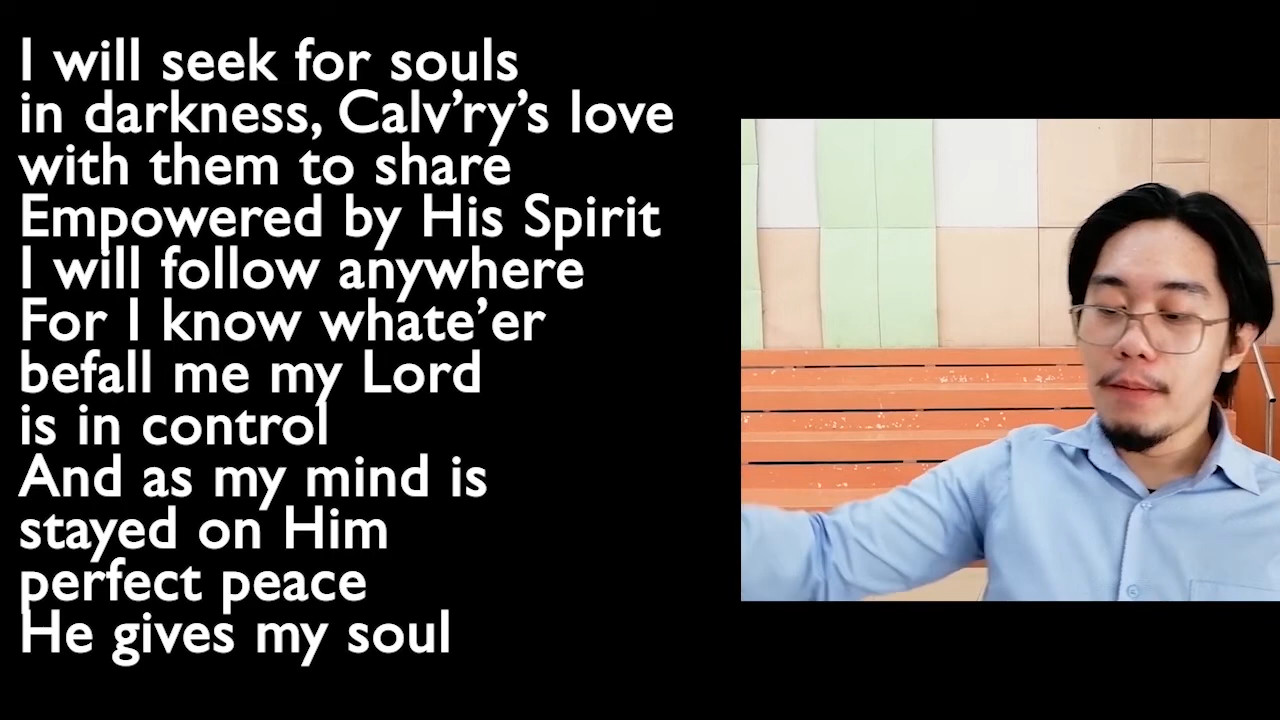 I will seek for souls
in darkness, Calv’ry’s love
with them to share
Empowered by His Spirit
I will follow anywhere
For I know whate’er
befall me my Lord
is in control
And as my mind is
stayed on Him
perfect peace
He gives my soul